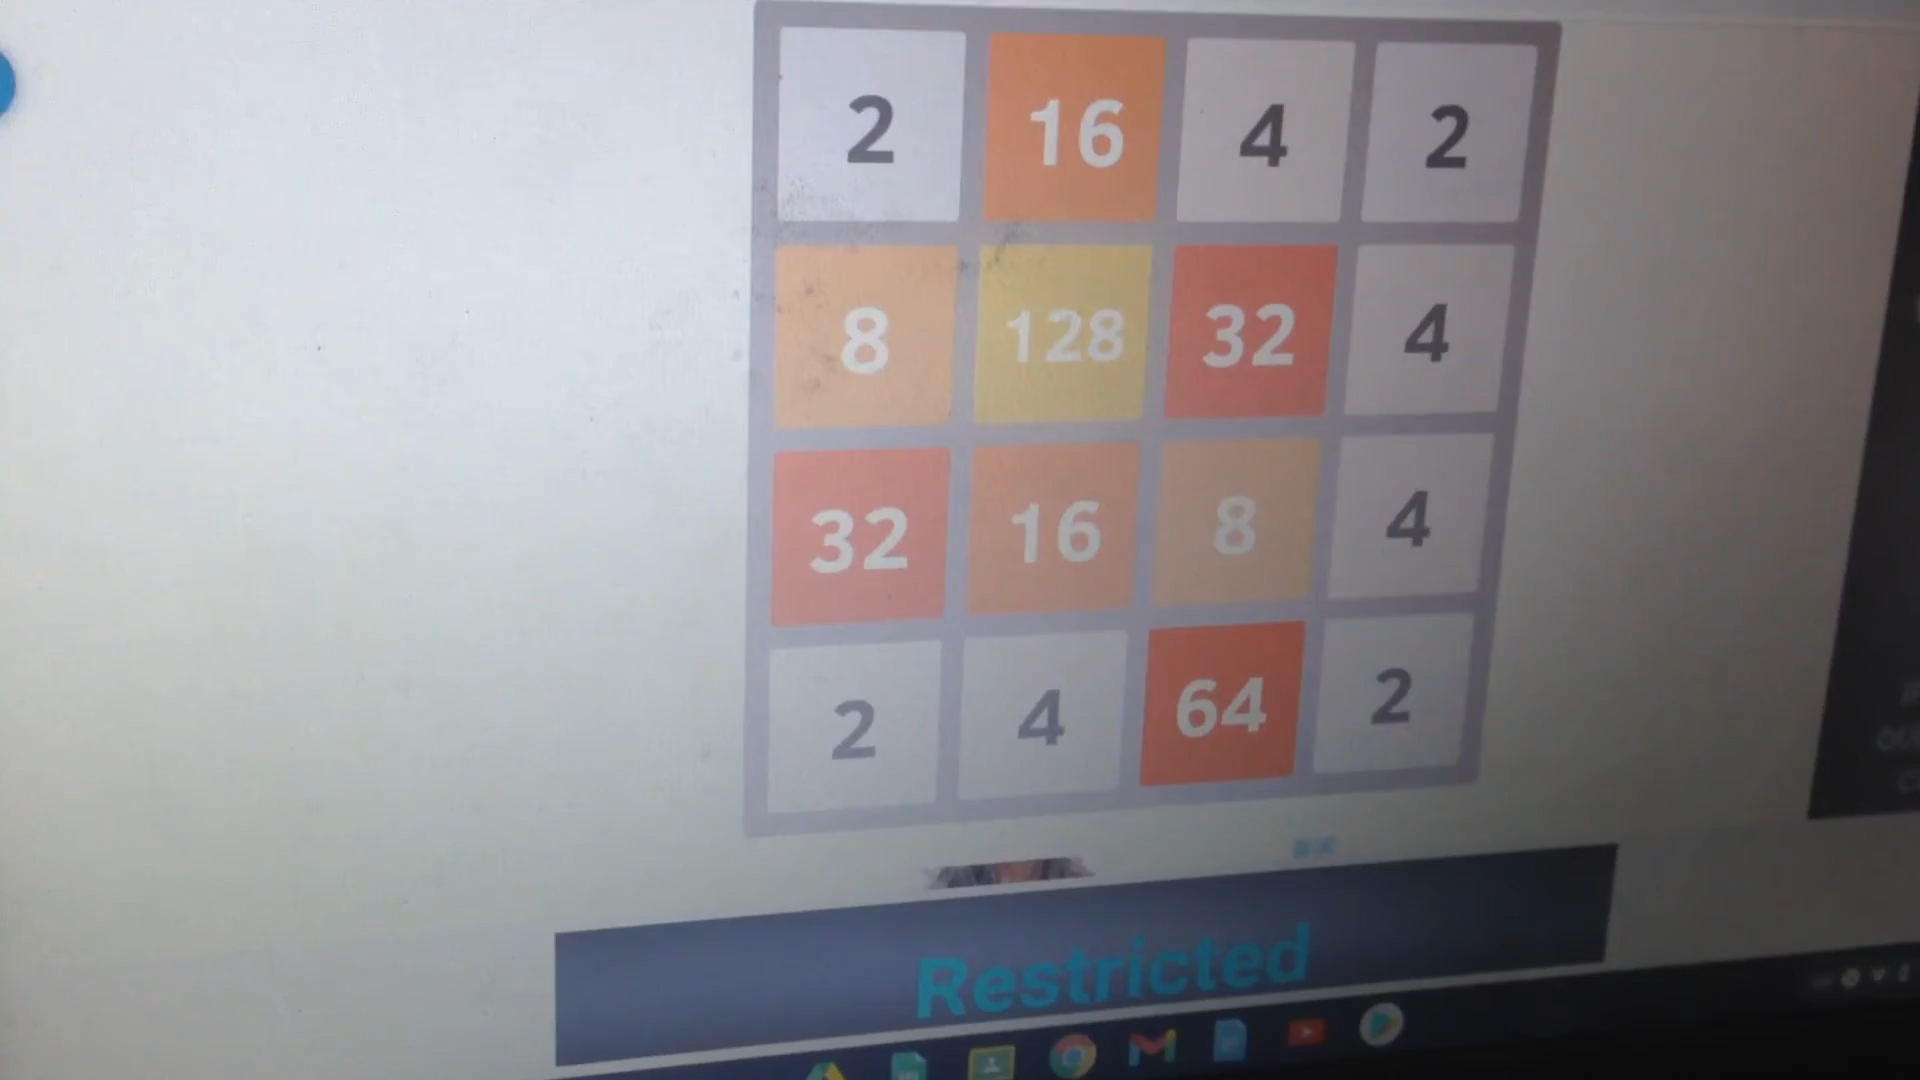 2 16 4 2
8 128 32 4
32 16 8 4
2 4 64 2
Restricted